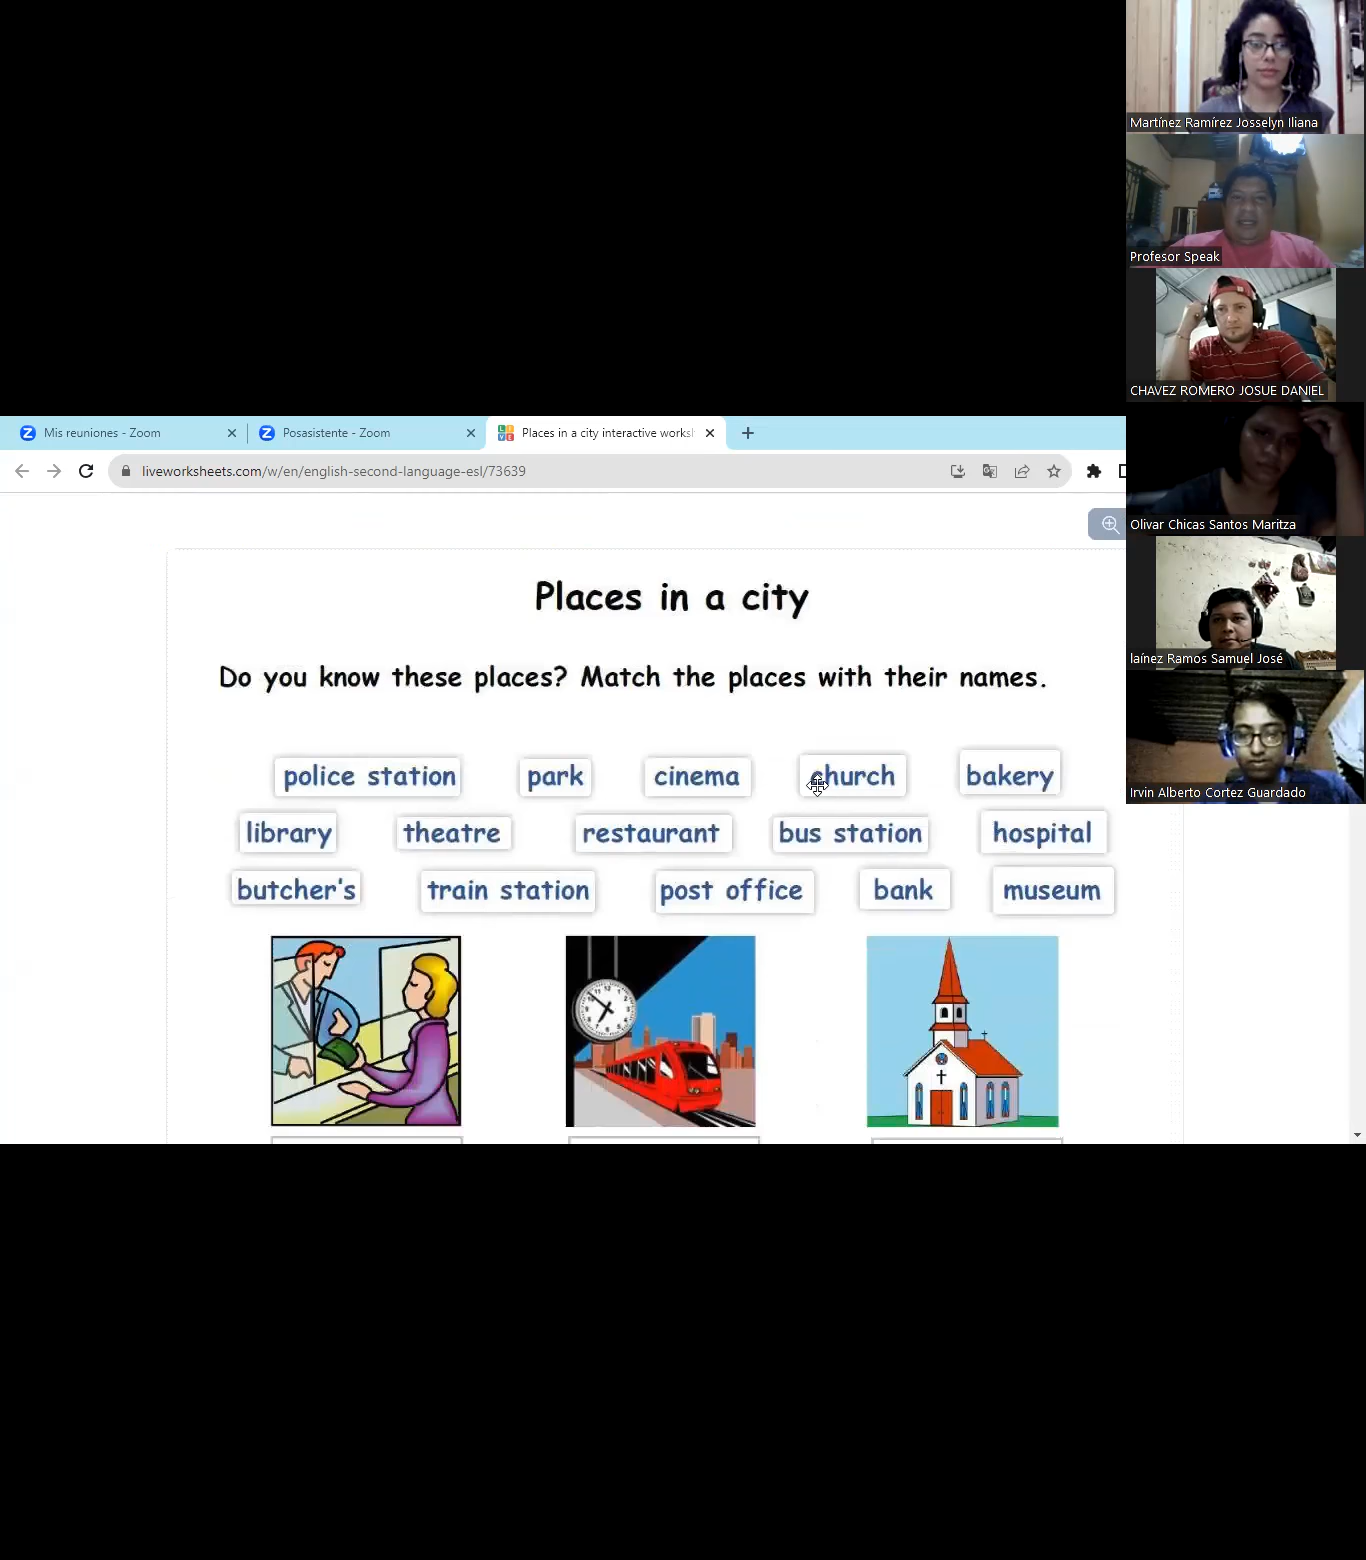 Martínez Ramírez Josselyn Iliana
Profesor Speak
CHAVEZ ROMERO JOSUE DANIEL
Mis reuniones - Zoom
Posasistente - Zoom
Places in a city interactive works
liveworksheets.com/w/en/english-second-language-esl/73639
Olivar Chicas Santos Maritza
Places in a city
Do you know these places? Match the places with their names.
laínez Ramos Samuel José
police station park cinema church bakery
Irvin Alberto Cortez Guardado
library theatre restaurant bus station hospital
butcher's train station post office bank museum